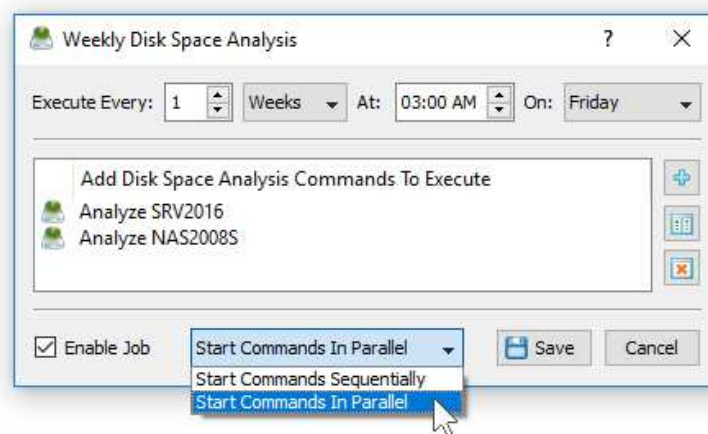 Weekly Disk Space Analysis ?
Execute Every: 1 Weeks At: 03:00 AM On: Friday
Add Disk Space Analysis Commands To Execute
Analyze SRV2016
Analyze NAS2008S
Enable Job Start Commands In Parallel Save Cancel
Start Commands Sequentially
Start Commands In Parallel